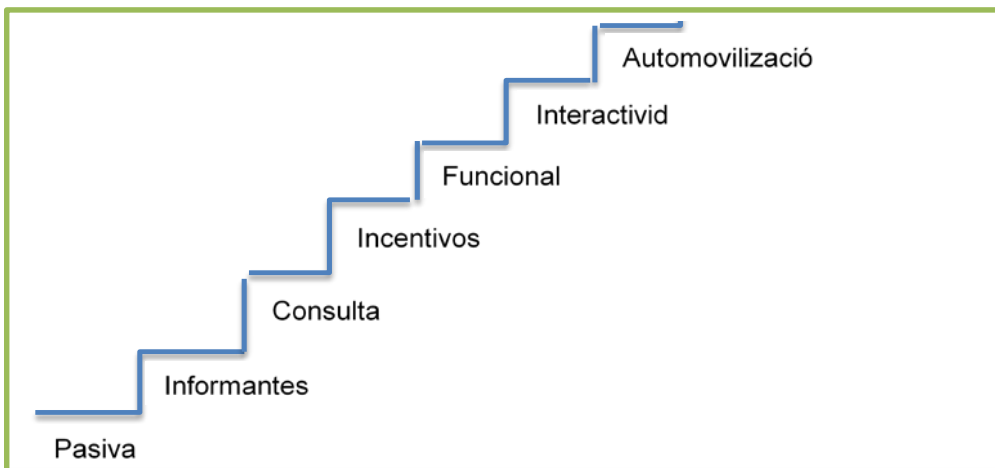 Automovilizació
Interactivid
Funcional
Incentivos
Consulta
Informantes
Pasiva